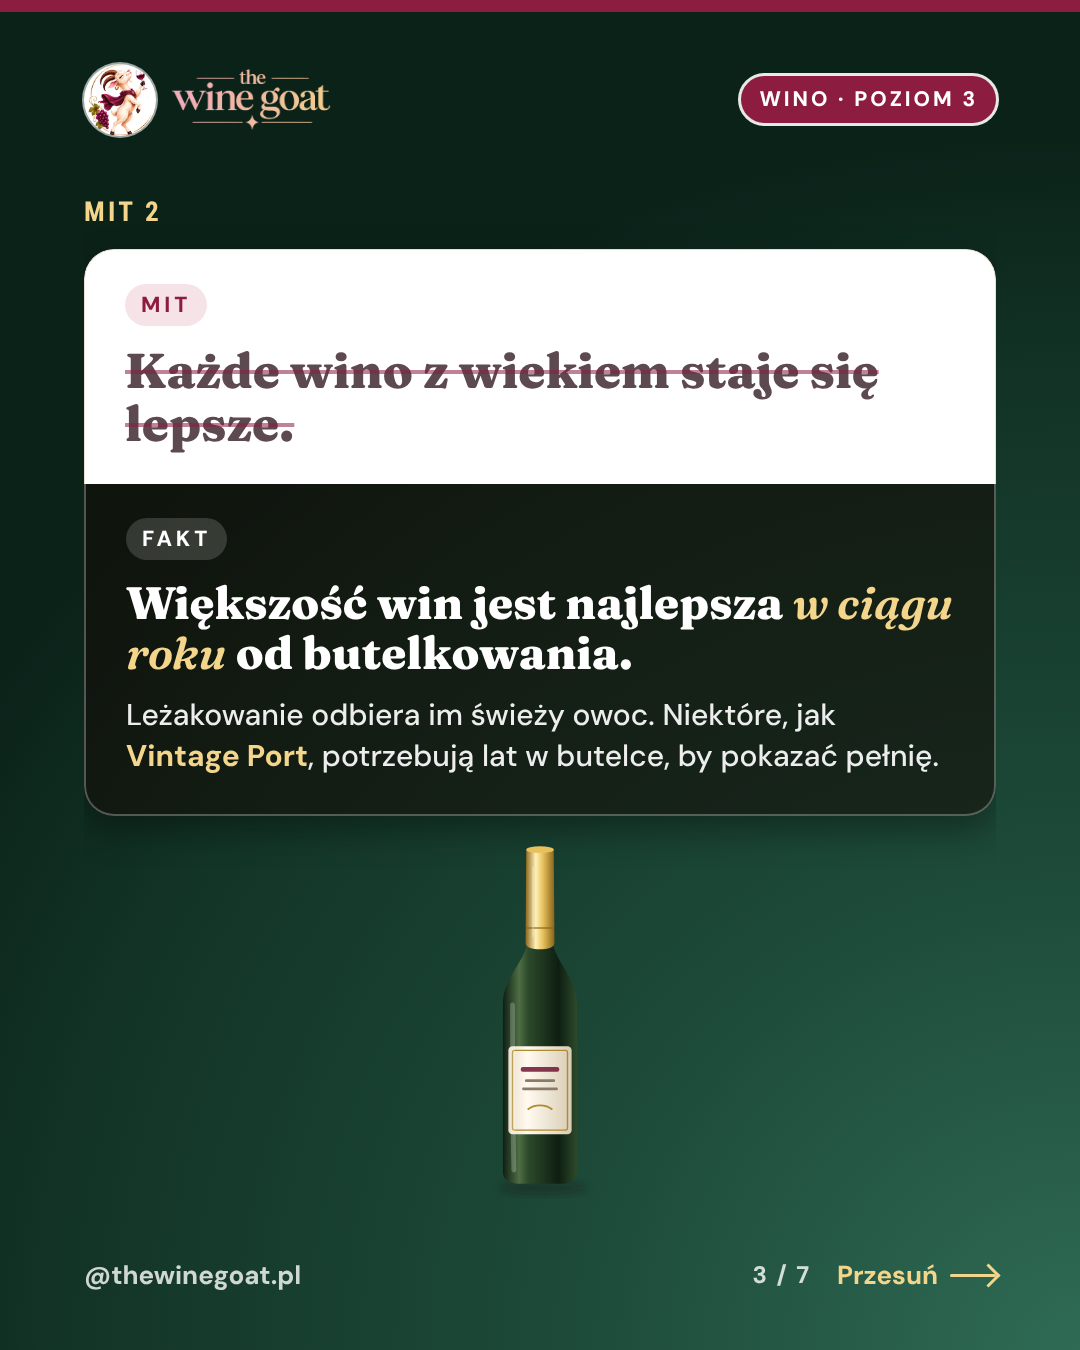 the
wine goat
WINO · POZIOM 3
MIT 2
MIT
Każde wino z wiekiem staje się
lepsze.
FAKT
Większość win jest najlepsza w ciągu
roku od butelkowania.
Leżakowanie odbiera im świeży owoc. Niektóre, jak
Vintage Port, potrzebują lat w butelce, by pokazać pełnię.
@thewinegoat.pl
3 / 7
Przesuń